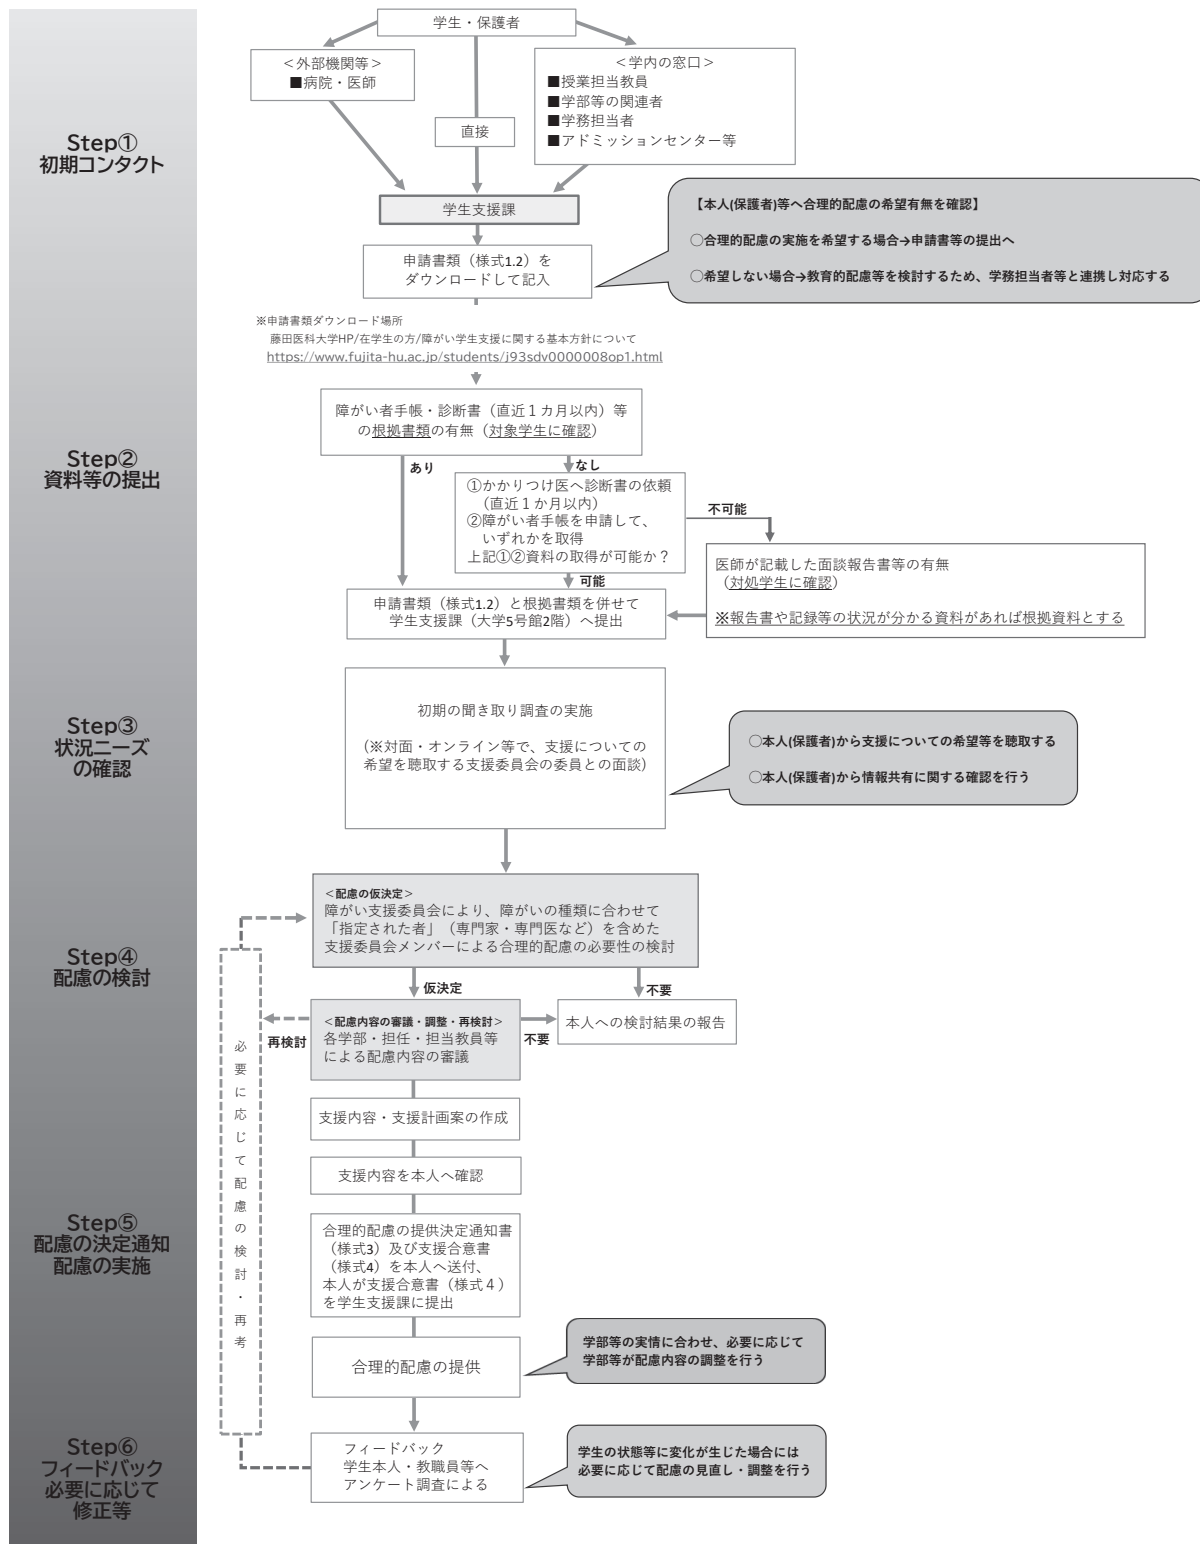 学生・保護者
＜外部機関等＞
■病院・医師
直接
＜学内の窓口＞
■授業担当教員
■学部等の関連者
■学務担当者
■アドミッションセンター等
Step①
初期コンタクト
学生支援課
【本人(保護者)等へ合理的配慮の希望有無を確認】
○合理的配慮の実施を希望する場合→申請書等の提出へ
○希望しない場合→教育的配慮等を検討するため、学務担当者等と連携し対応する
申請書類（様式1.2）を
ダウンロードして記入
※申請書類ダウンロード場所
藤田医科大学HP/在学生の方/障がい学生支援に関する基本方針について
https://www.fujita-hu.ac.jp/students/j93sdv0000008op1.html
Step②
資料等の提出
障がい者手帳・診断書（直近１カ月以内）等
の根拠書類の有無（対象学生に確認）
あり
なし
①かかりつけ医へ診断書の依頼
（直近１か月以内）
②障がい者手帳を申請して、
いずれかを取得
上記①②資料の取得が可能か？
不可能
可能
医師が記載した面談報告書等の有無
（対処学生に確認）
※報告書や記録等の状況が分かる資料があれば根拠資料とする
申請書類（様式1.2）と根拠書類を併せて
学生支援課（大学5号館2階）へ提出
Step③
状況ニーズ
の確認
初期の聞き取り調査の実施
(※対面・オンライン等で、支援についての
希望を聴取する支援委員会の委員との面談)
○本人(保護者)から支援についての希望等を聴取する
○本人(保護者)から情報共有に関する確認を行う
Step④
配慮の検討
＜配慮の仮決定＞
障がい支援委員会により、障がいの種類に合わせて
「指定された者」（専門家・専門医など）を含めた
支援委員会メンバーによる合理的配慮の必要性の検討
仮決定
不要
＜配慮内容の審議・調整・再検討＞
各学部・担任・担当教員等
による配慮内容の審議
再検討
不要
本人への検討結果の報告
必要に応じて配慮の検討・再考
支援内容・支援計画案の作成
支援内容を本人へ確認
Step⑤
配慮の決定通知
配慮の実施
合理的配慮の提供決定通知書
（様式3）及び支援合意書
（様式4）を本人へ送付、
本人が支援合意書（様式４）
を学生支援課に提出
合理的配慮の提供
学部等の実情に合わせ、必要に応じて
学部等が配慮内容の調整を行う
Step⑥
フィードバック
必要に応じて
修正等
フィードバック
学生本人・教職員等へ
アンケート調査による
学生の状態等に変化が生じた場合には
必要に応じて配慮の見直し・調整を行う